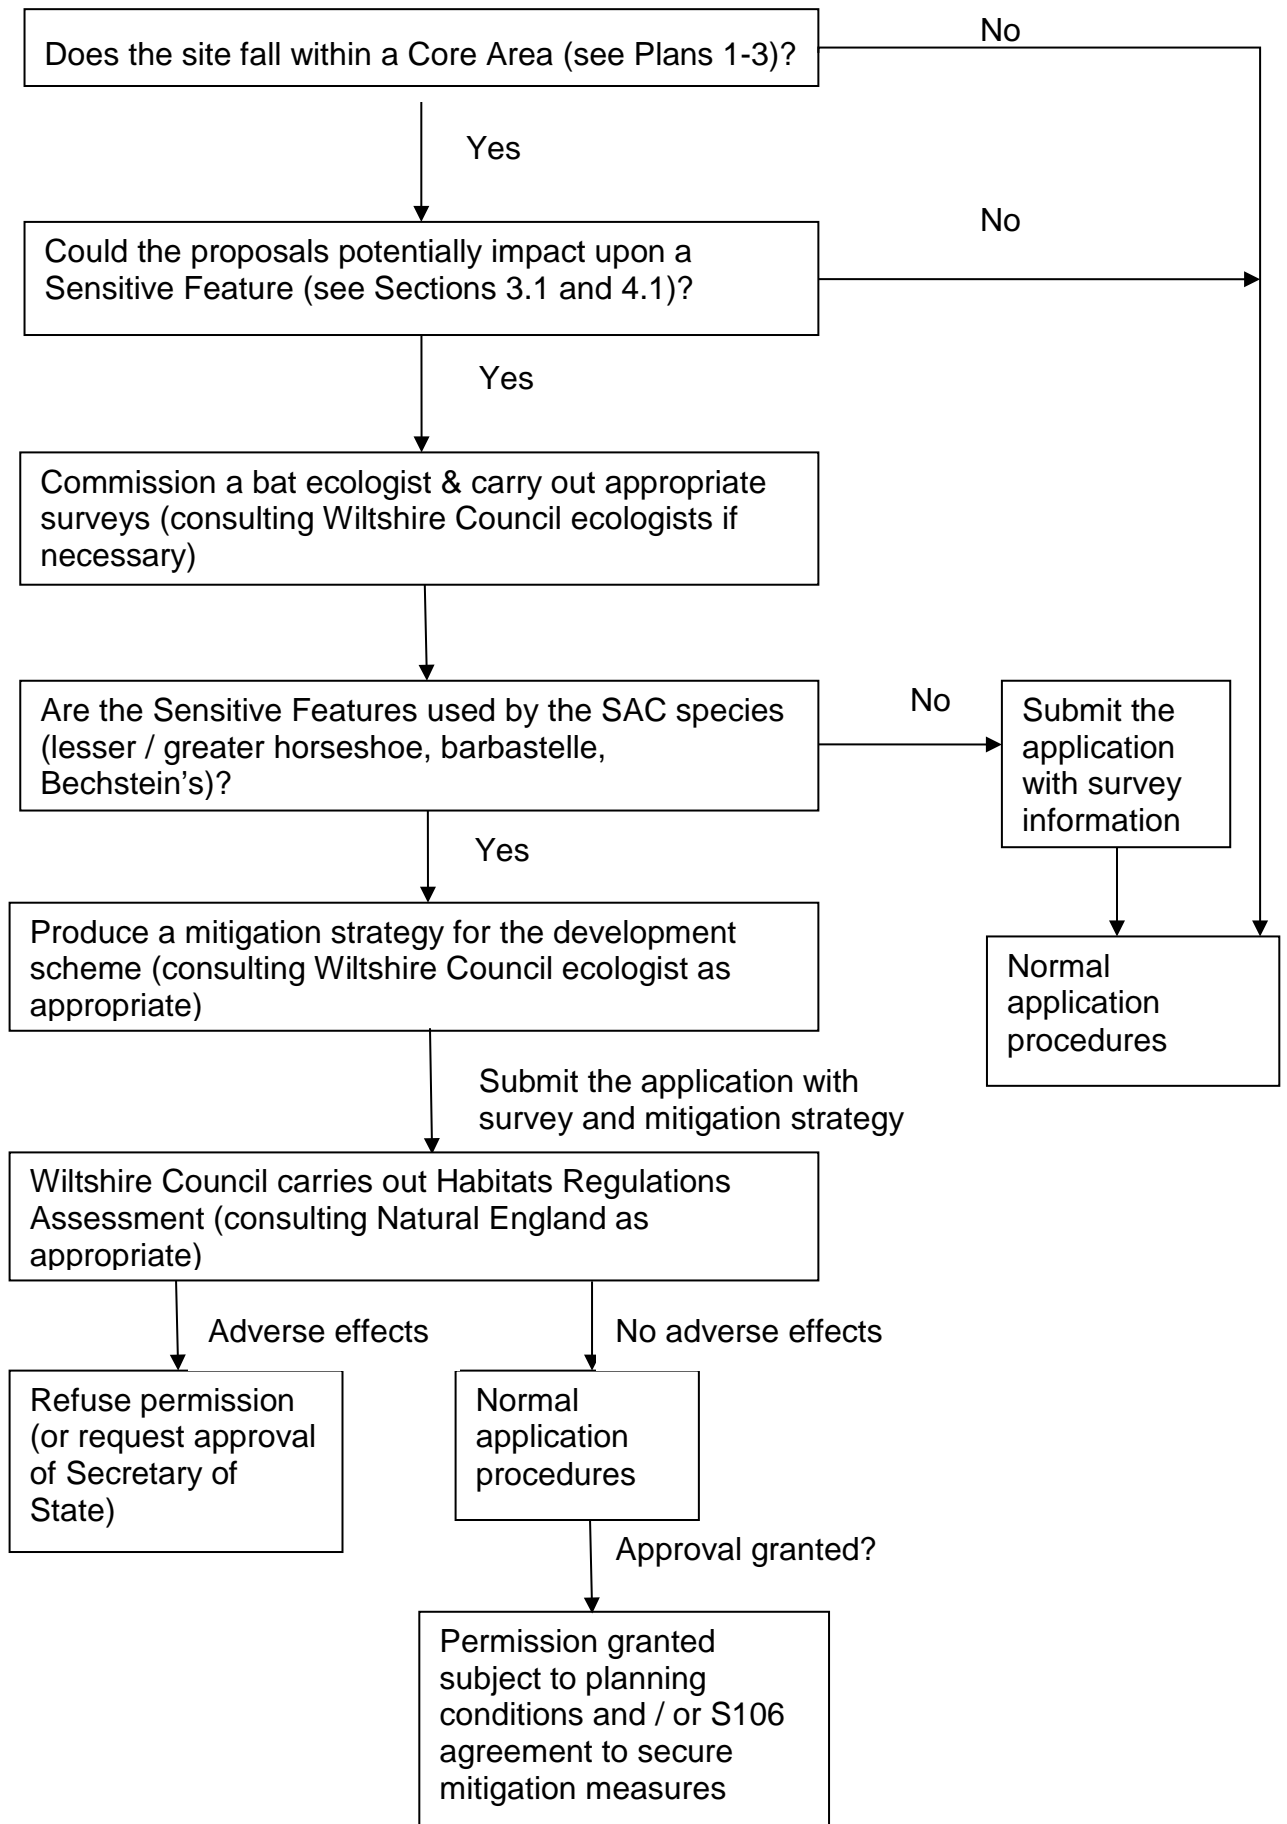 Does the site fall within a Core Area (see Plans 1-3)?
No
Yes
Could the proposals potentially impact upon a
Sensitive Feature (see Sections 3.1 and 4.1)?
No
Yes
Commission a bat ecologist & carry out appropriate
surveys (consulting Wiltshire Council ecologists if
necessary)
Are the Sensitive Features used by the SAC species
(lesser / greater horseshoe, barbastelle,
Bechstein’s)?
No
Submit the
application
with survey
information
Yes
Produce a mitigation strategy for the development
scheme (consulting Wiltshire Council ecologist as
appropriate)
Normal
application
procedures
Submit the application with
survey and mitigation strategy
Wiltshire Council carries out Habitats Regulations
Assessment (consulting Natural England as
appropriate)
Adverse effects
No adverse effects
Refuse permission
(or request approval
of Secretary of
State)
Normal
application
procedures
Approval granted?
Permission granted
subject to planning
conditions and / or S106
agreement to secure
mitigation measures